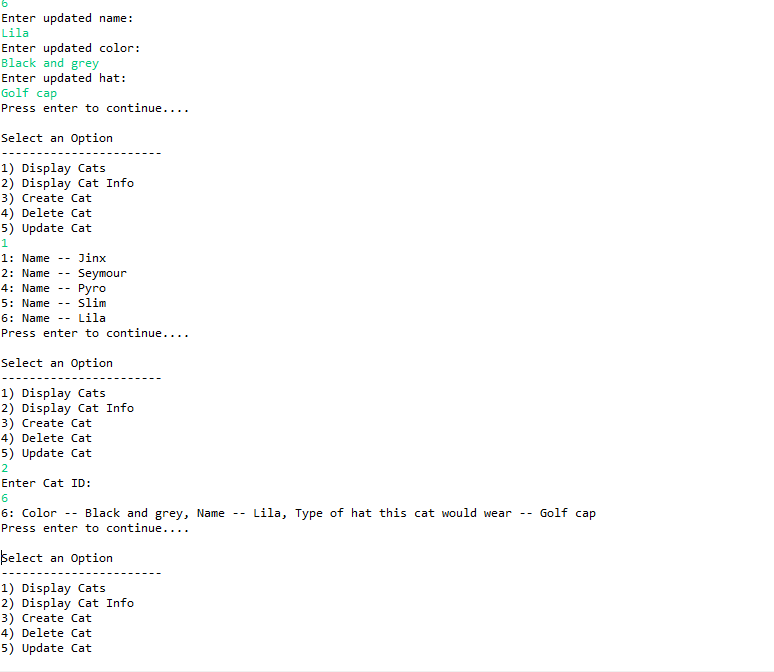 6
Enter updated name:
Lila
Enter updated color:
Black and grey
Enter updated hat:
Golf cap
Press enter to continue....
Select an Option
-----------------------
1) Display Cats
2) Display Cat Info
3) Create Cat
4) Delete Cat
5) Update Cat
1
1: Name -- Jinx
2: Name -- Seymour
4: Name -- Pyro
5: Name -- Slim
6: Name -- Lila
Press enter to continue....
Select an Option
-----------------------
1) Display Cats
2) Display Cat Info
3) Create Cat
4) Delete Cat
5) Update Cat
2
Enter Cat ID:
6
6: Color -- Black and grey, Name -- Lila, Type of hat this cat would wear -- Golf cap
Press enter to continue....
Select an Option
-----------------------
1) Display Cats
2) Display Cat Info
3) Create Cat
4) Delete Cat
5) Update Cat